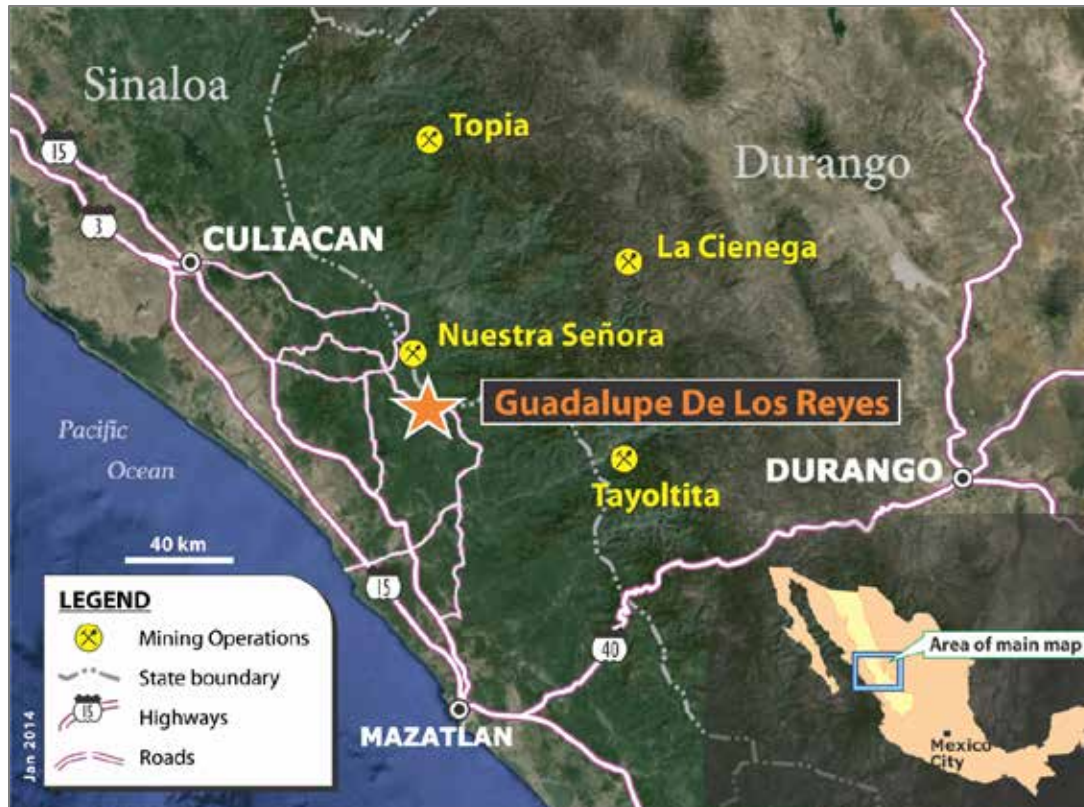 Sinaloa
Topia
Durango
15
3
CULIACAN
La Cienega
Nuestra Señora
Guadalupe De Los Reyes
Pacific
Ocean
DURANGO
Tayoltita
40 km
15
LEGEND
Mining Operations
State boundary
15
Highways
Roads
40
Area of main map
MAZATLAN
Mexico
City
Jan 2014